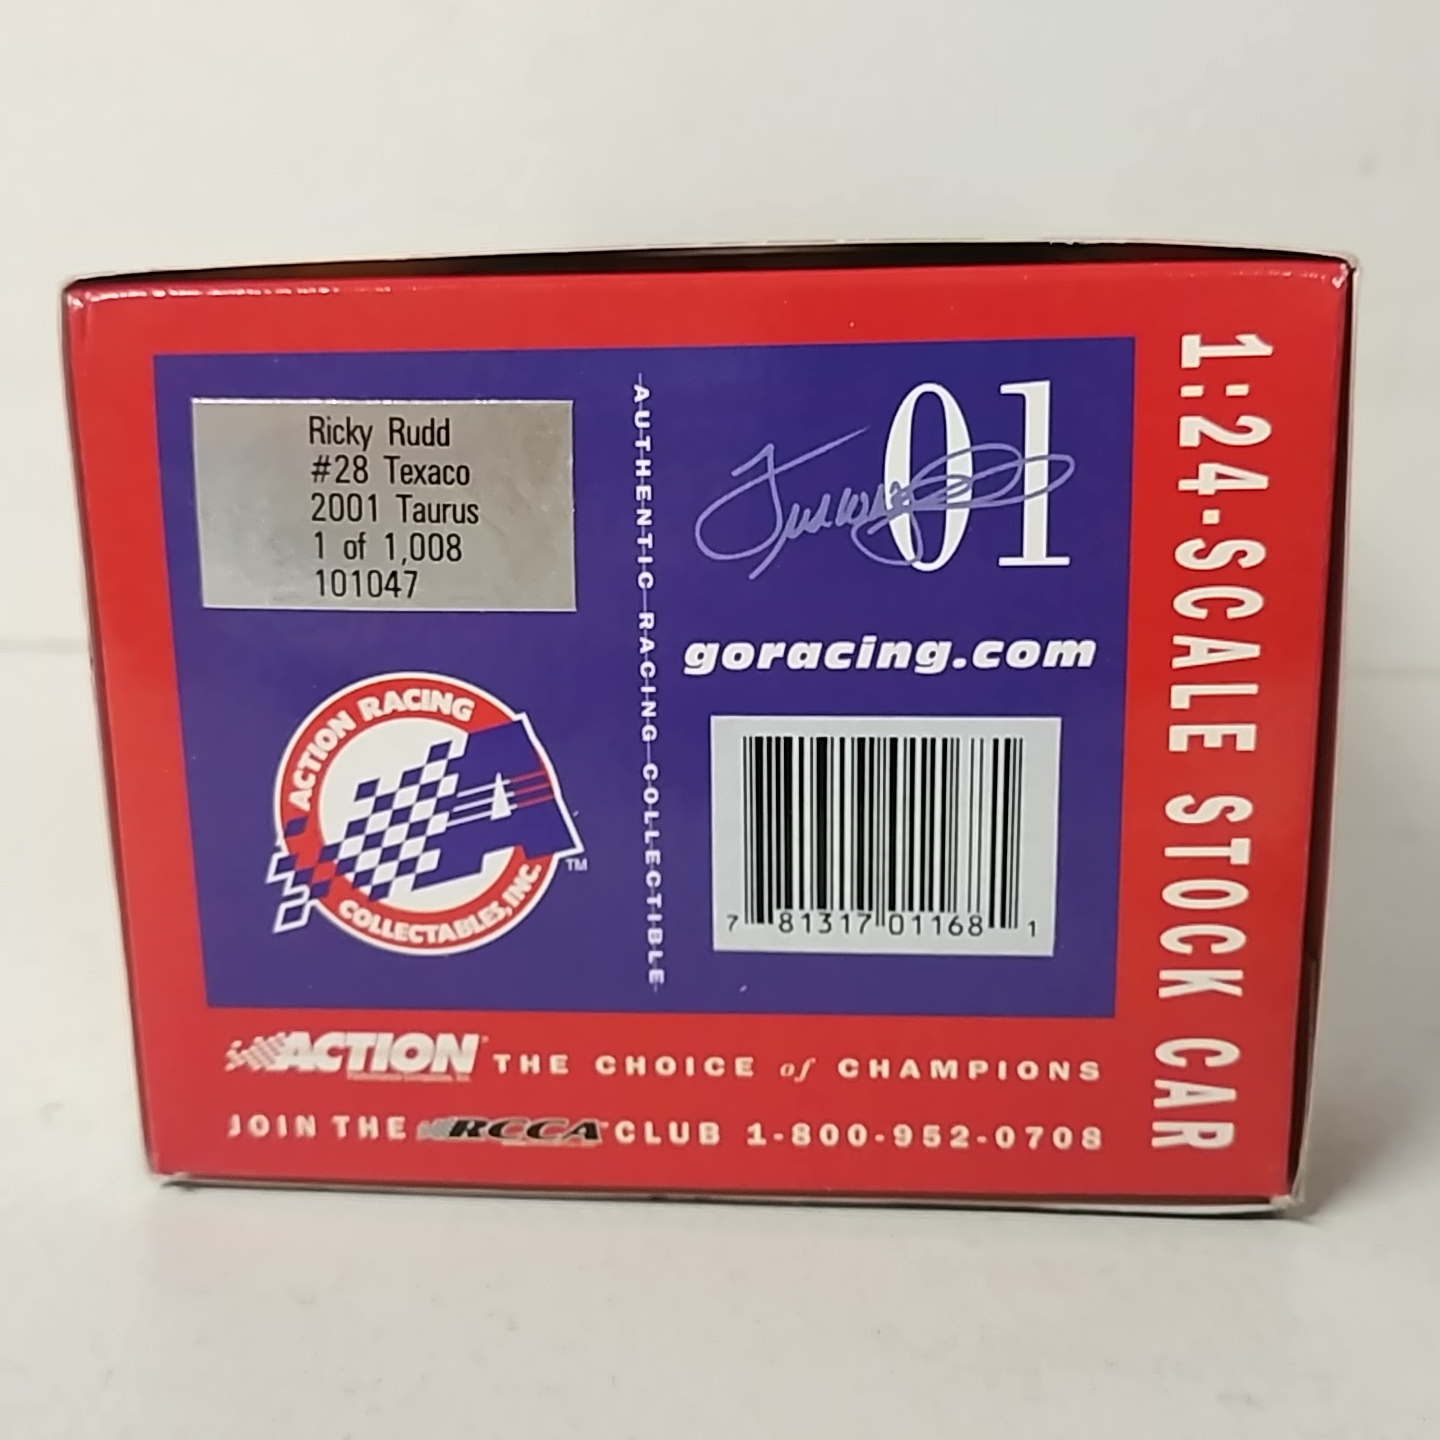 Ricky Rudd
#28 Texaco
2001 Taurus
1 of 1,008
101047
ACTION RACING
COLLECTABLES, INC.
TM
AUTHENTIC RACING COLLECTIBLE
01
goracing.com
7 81317 01168 1
1:24-SCALE STOCK CAR
ACTION THE CHOICE of CHAMPIONS
JOIN THE RCCA CLUB 1-800-952-0708